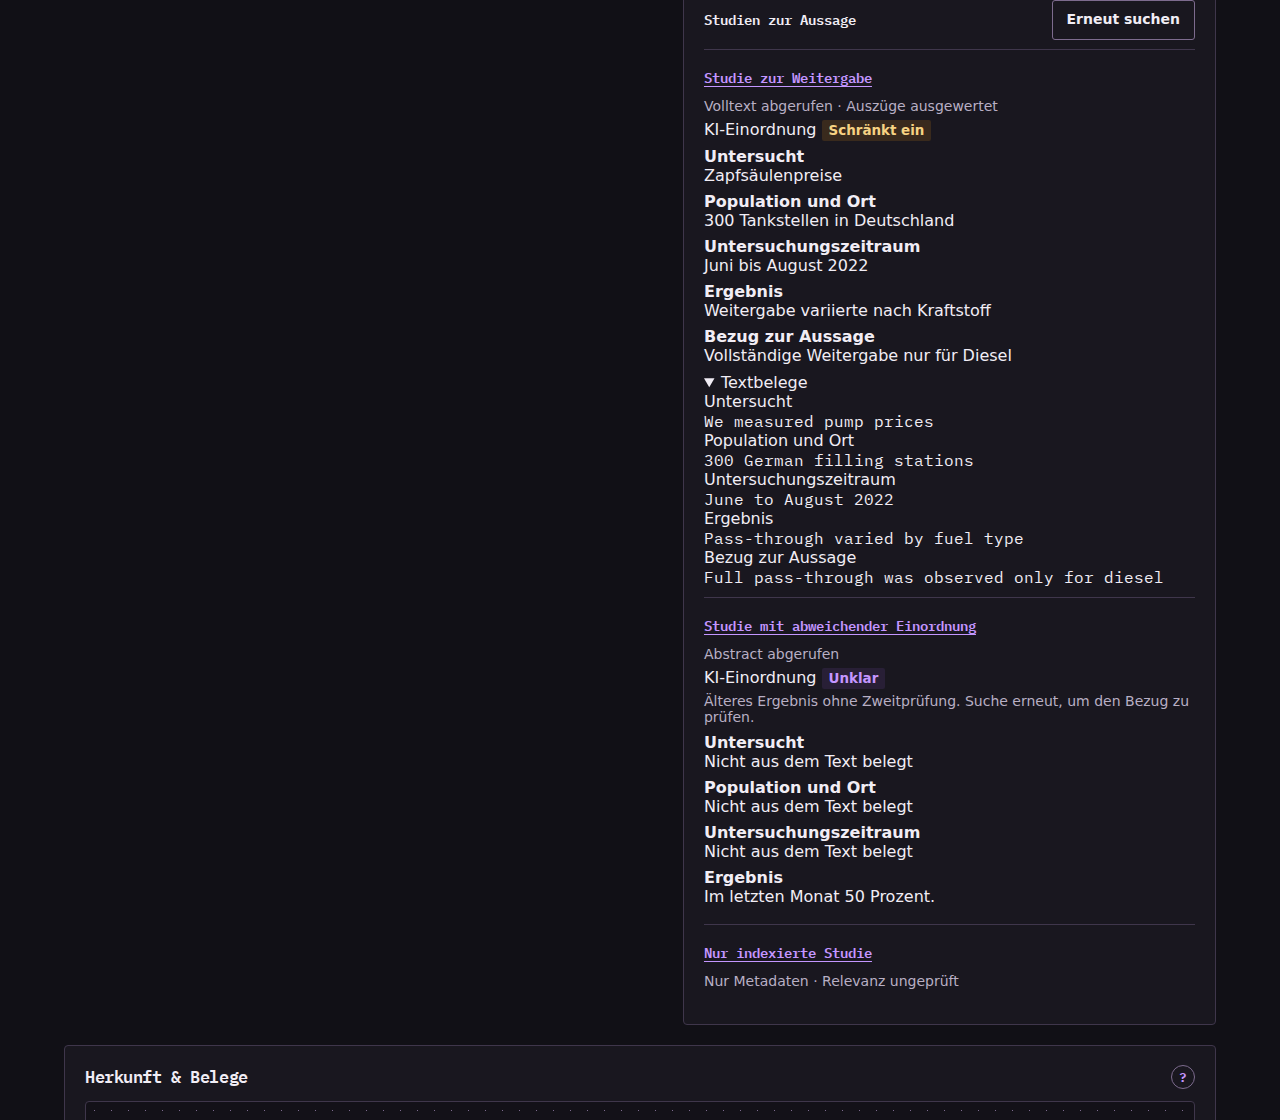 Studien zur Aussage
Erneut suchen
Studie zur Weitergabe
Volltext abgerufen · Auszüge ausgewertet
KI-Einordnung Schränkt ein
Untersucht
Zapfsäulenpreise
Population und Ort
300 Tankstellen in Deutschland
Untersuchungszeitraum
Juni bis August 2022
Ergebnis
Weitergabe variierte nach Kraftstoff
Bezug zur Aussage
Vollständige Weitergabe nur für Diesel
▼ Textbelege
Untersucht
We measured pump prices
Population und Ort
300 German filling stations
Untersuchungszeitraum
June to August 2022
Ergebnis
Pass-through varied by fuel type
Bezug zur Aussage
Full pass-through was observed only for diesel
Studie mit abweichender Einordnung
Abstract abgerufen
KI-Einordnung Unklar
Älteres Ergebnis ohne Zweitprüfung. Suche erneut, um den Bezug zu
prüfen.
Untersucht
Nicht aus dem Text belegt
Population und Ort
Nicht aus dem Text belegt
Untersuchungszeitraum
Nicht aus dem Text belegt
Ergebnis
Im letzten Monat 50 Prozent.
Nur indexierte Studie
Nur Metadaten · Relevanz ungeprüft
Herkunft & Belege
?